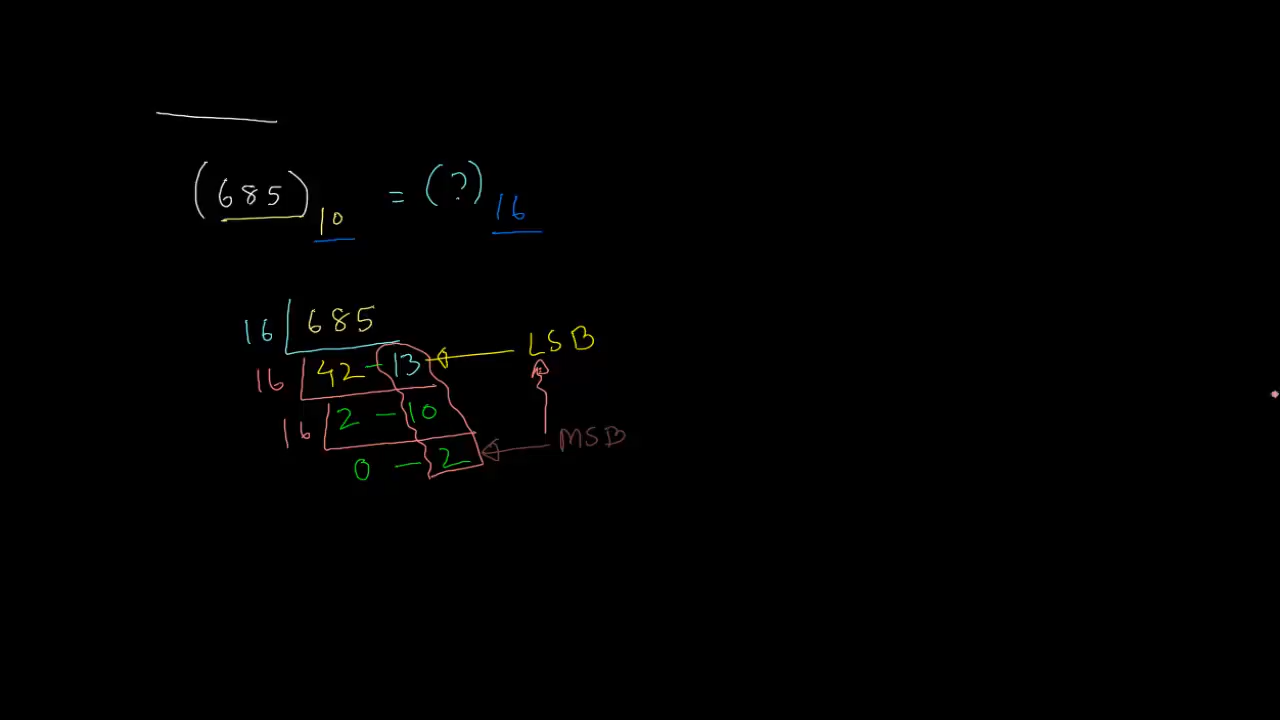 (685)10 = (?)16
16 685
16 42 - 13 LSB
16 2 - 10
0 - 2 MSB